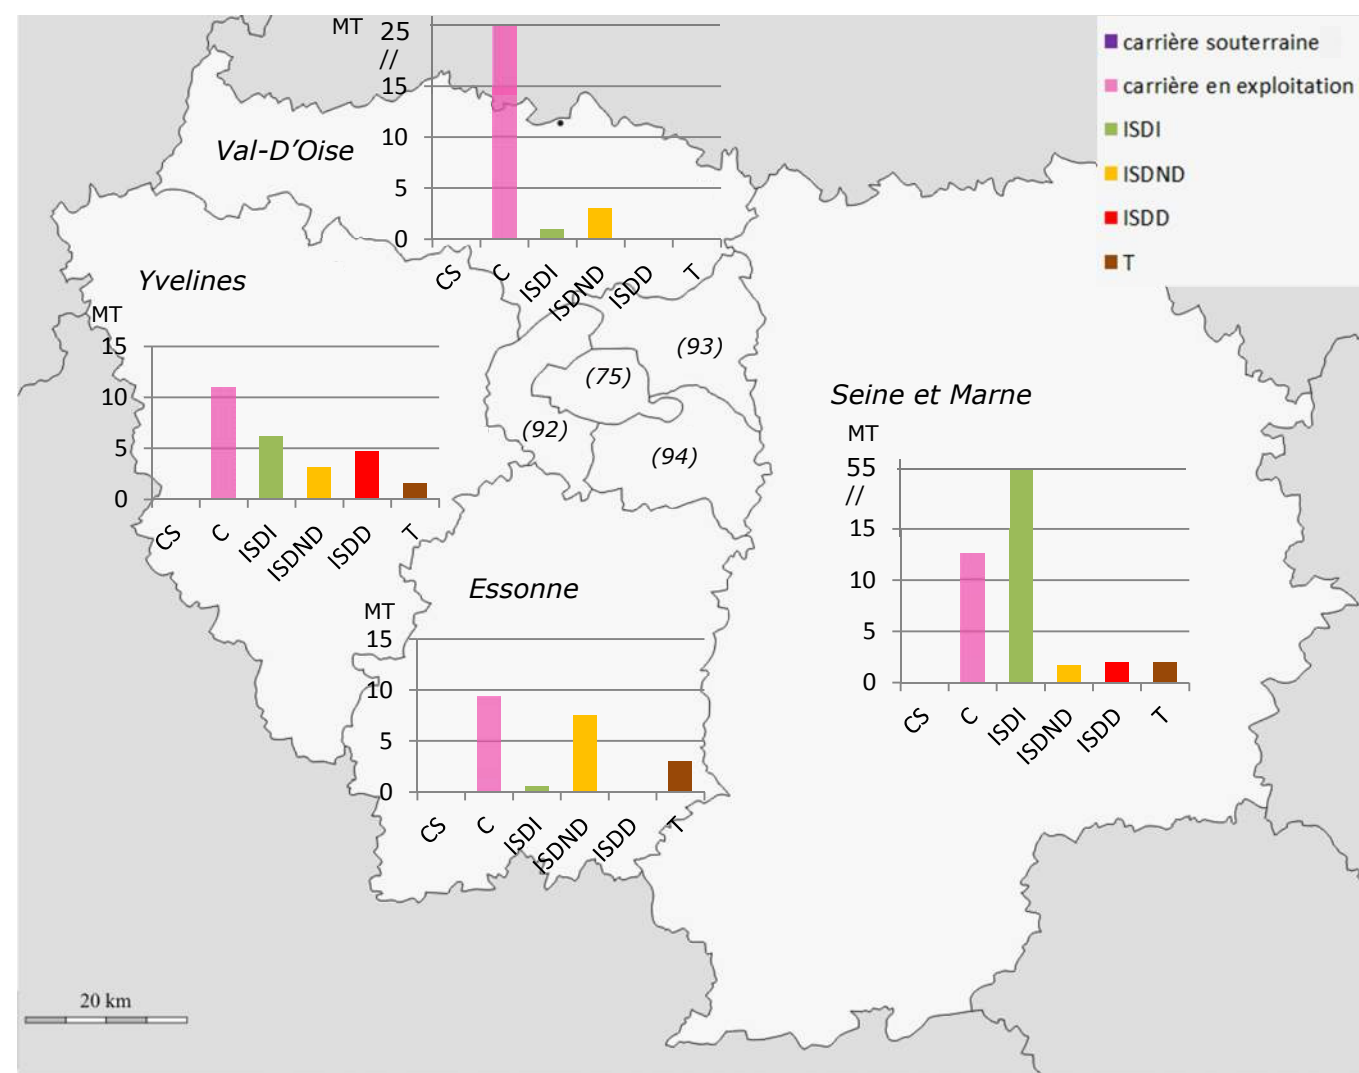 MT
25
//
15
10
5
0
Val-D’Oise
CS C ISDI ISDND ISDD T
carrière souterraine
carrière en exploitation
ISDI
ISDND
ISDD
T
Yvelines
MT
15
10
5
0
CS C ISDI ISDND ISDD T
(93)
(75)
(92)
(94)
Seine et Marne
MT
55
//
15
10
5
0
CS C ISDI ISDND ISDD T
Essonne
MT
15
10
5
0
CS C ISDI ISDND ISDD T
20 km